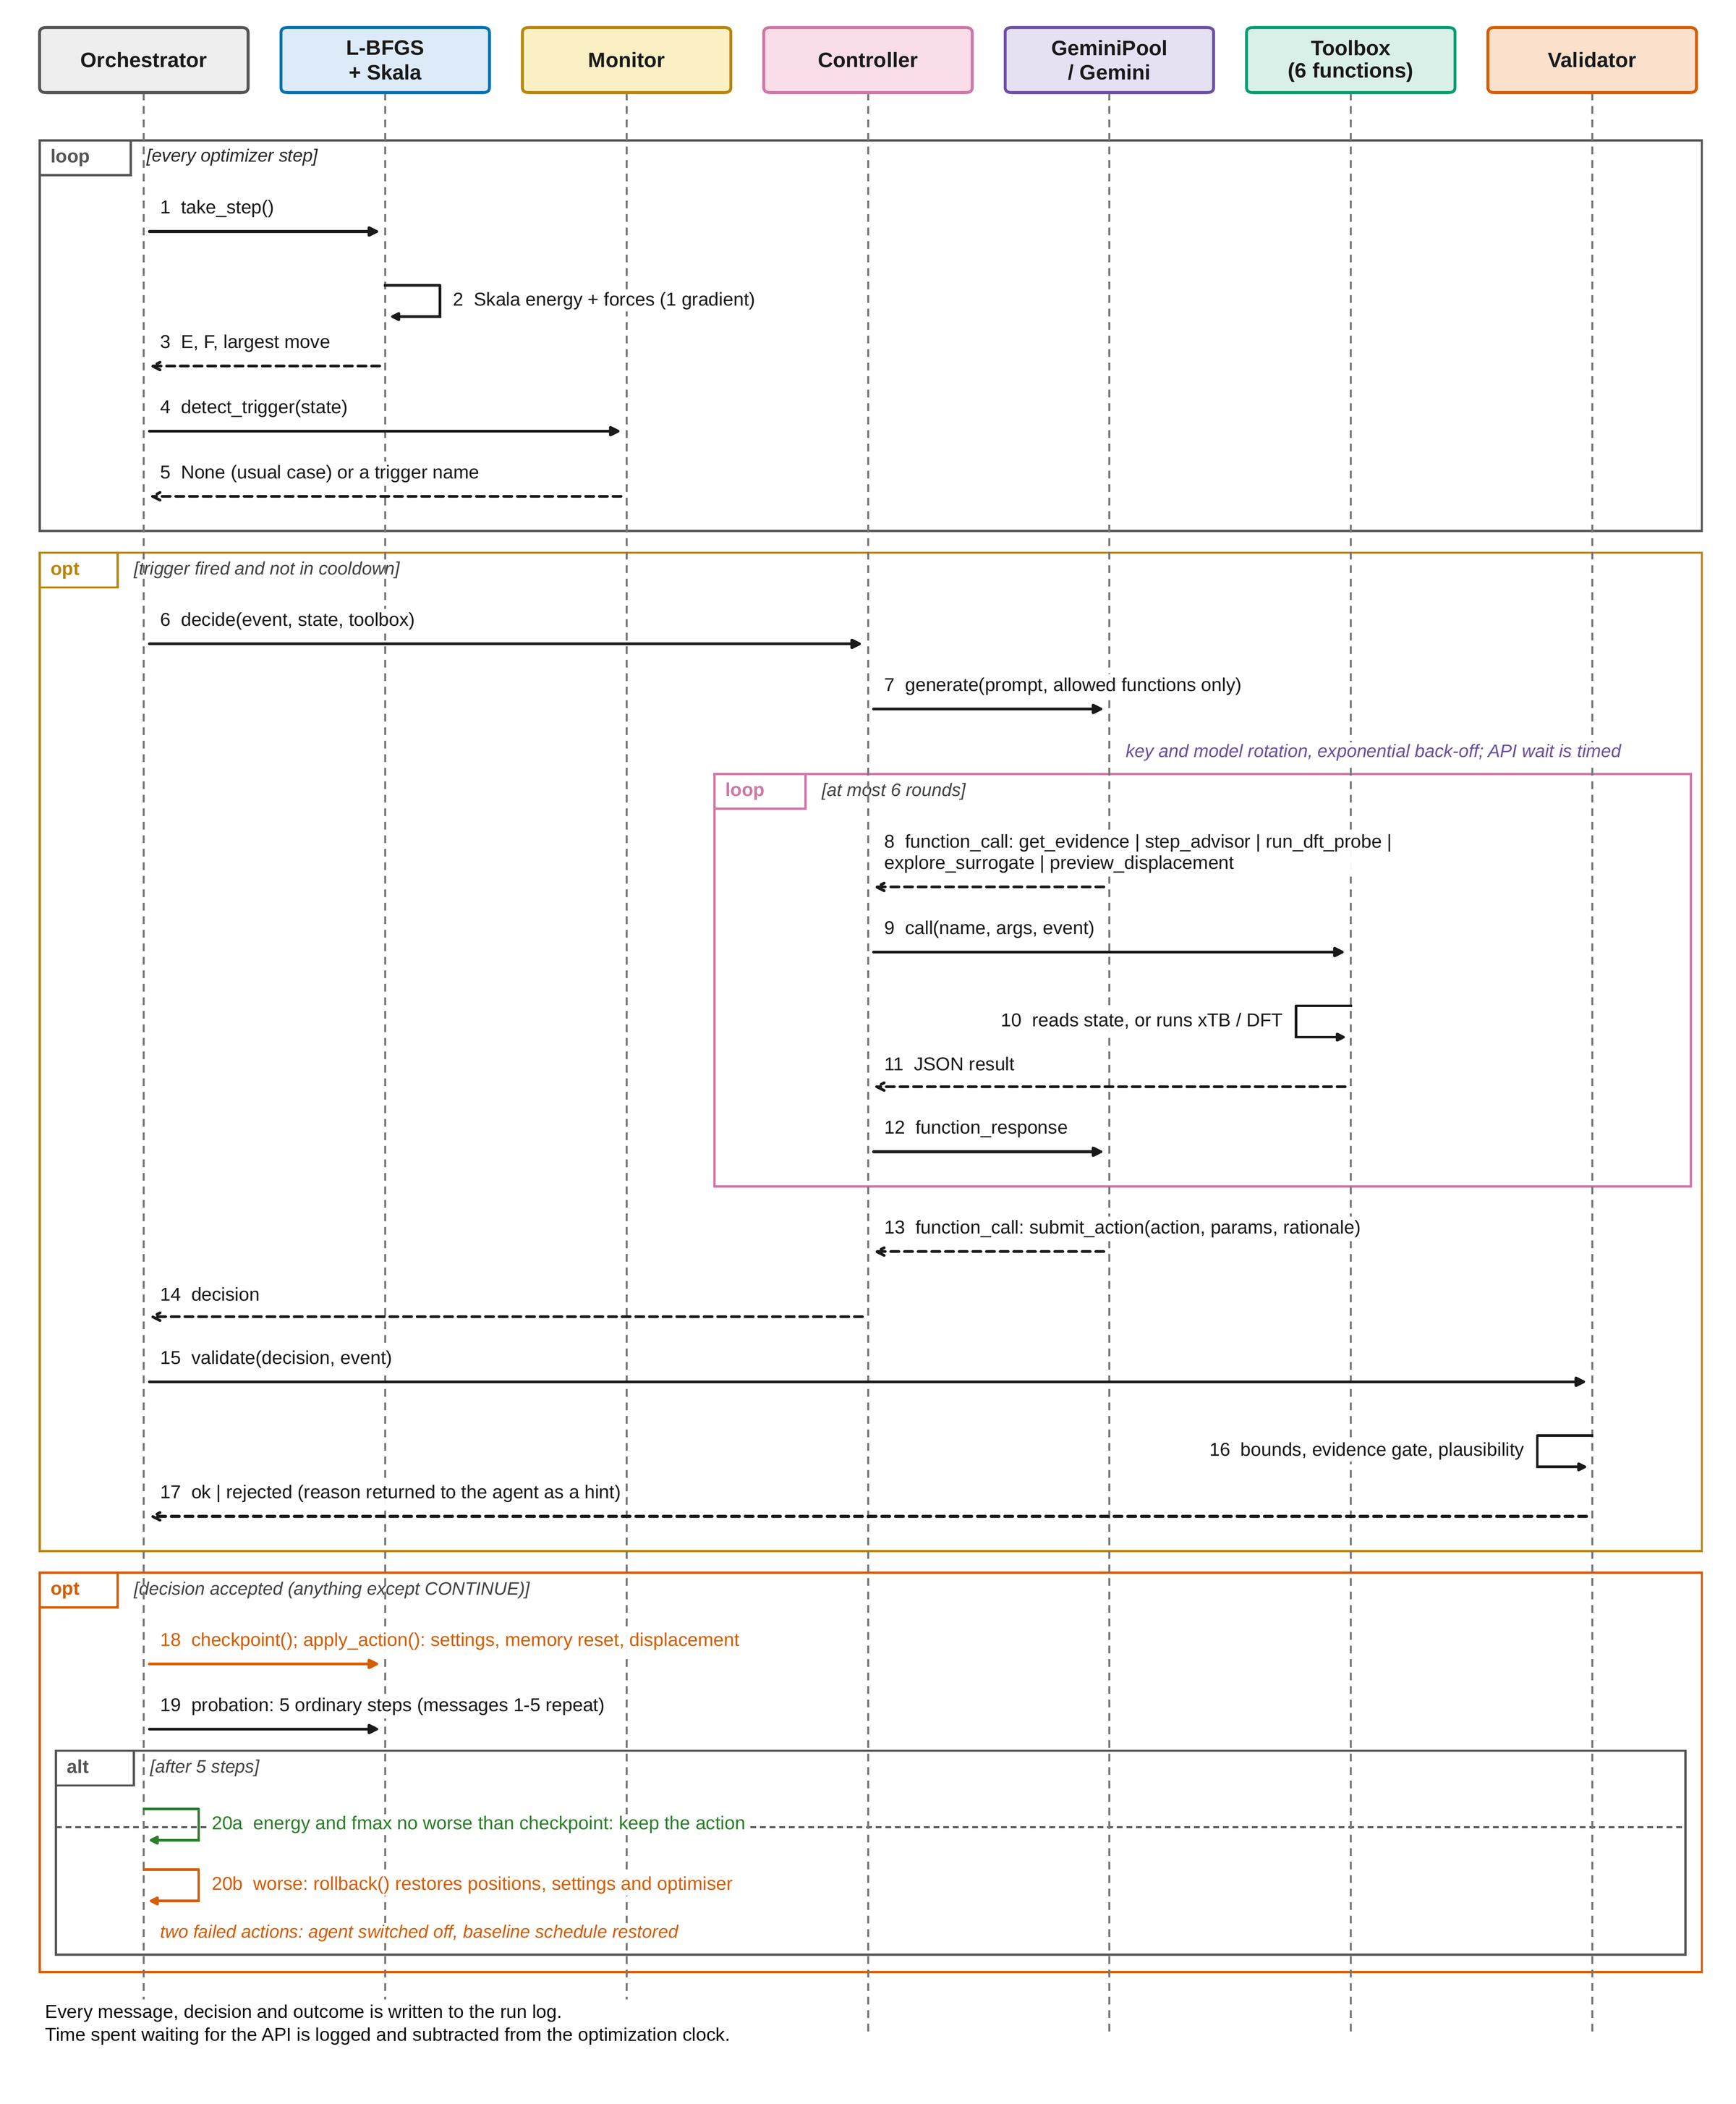 Orchestrator
L-BFGS
+ Skala
Monitor
Controller
GeminiPool
/ Gemini
Toolbox
(6 functions)
Validator
loop [every optimizer step]
1 take_step()
2 Skala energy + forces (1 gradient)
3 E, F, largest move
4 detect_trigger(state)
5 None (usual case) or a trigger name
opt [trigger fired and not in cooldown]
6 decide(event, state, toolbox)
7 generate(prompt, allowed functions only)
key and model rotation, exponential back-off; API wait is timed
loop [at most 6 rounds]
8 function_call: get_evidence | step_advisor | run_dft_probe |
explore_surrogate | preview_displacement
9 call(name, args, event)
10 reads state, or runs xTB / DFT
11 JSON result
12 function_response
13 function_call: submit_action(action, params, rationale)
14 decision
15 validate(decision, event)
16 bounds, evidence gate, plausibility
17 ok | rejected (reason returned to the agent as a hint)
opt [decision accepted (anything except CONTINUE)]
18 checkpoint(); apply_action(): settings, memory reset, displacement
19 probation: 5 ordinary steps (messages 1-5 repeat)
alt [after 5 steps]
20a energy and fmax no worse than checkpoint: keep the action
20b worse: rollback() restores positions, settings and optimiser
two failed actions: agent switched off, baseline schedule restored
Every message, decision and outcome is written to the run log.
Time spent waiting for the API is logged and subtracted from the optimization clock.